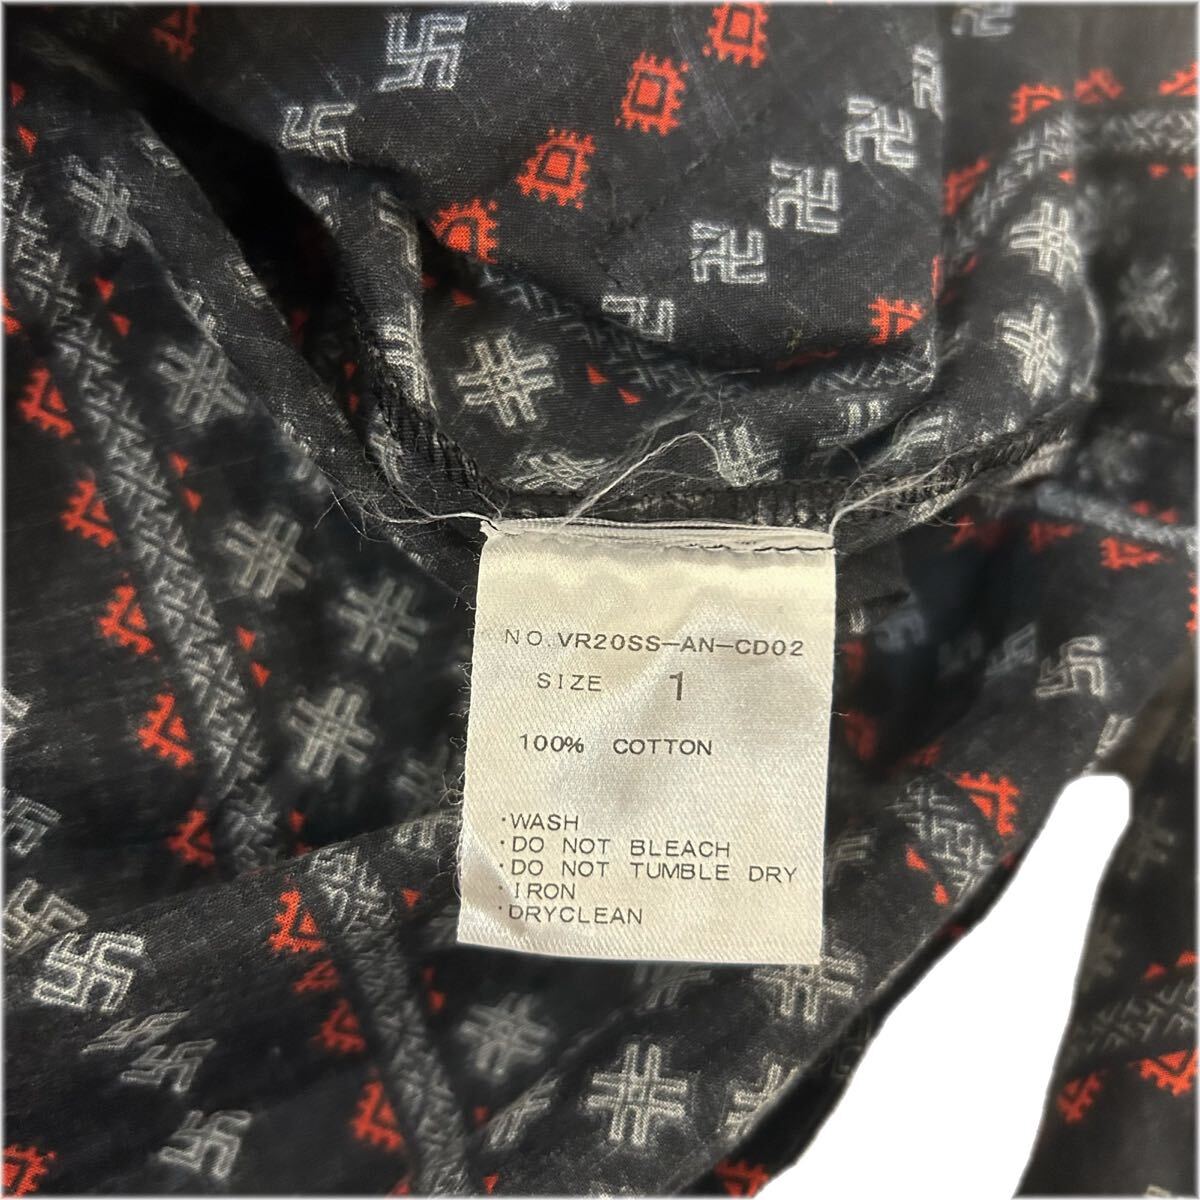 NO.VR20SS-AN-CD02
SIZE 1
100% COTTON
·WASH
·DO NOT BLEACH
·DO NOT TUMBLE DRY
·IRON
·DRYCLEAN